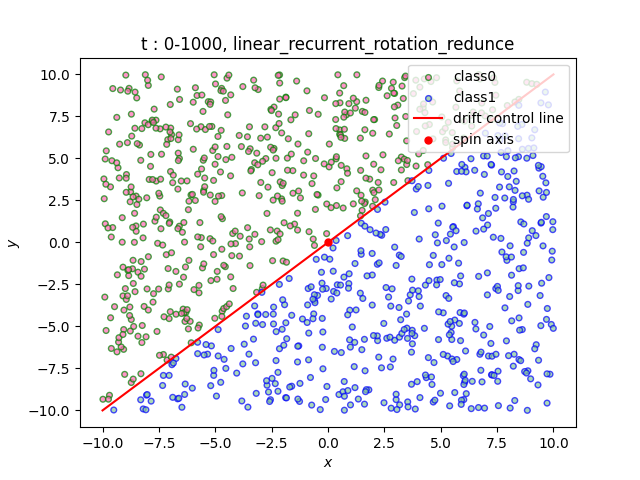 t : 0-1000, linear_recurrent_rotation_redunce
class0
class1
drift control line
spin axis
10.0
7.5
5.0
2.5
0.0
−2.5
−5.0
−7.5
−10.0
y
−10.0 −7.5 −5.0 −2.5 0.0 2.5 5.0 7.5 10.0
x